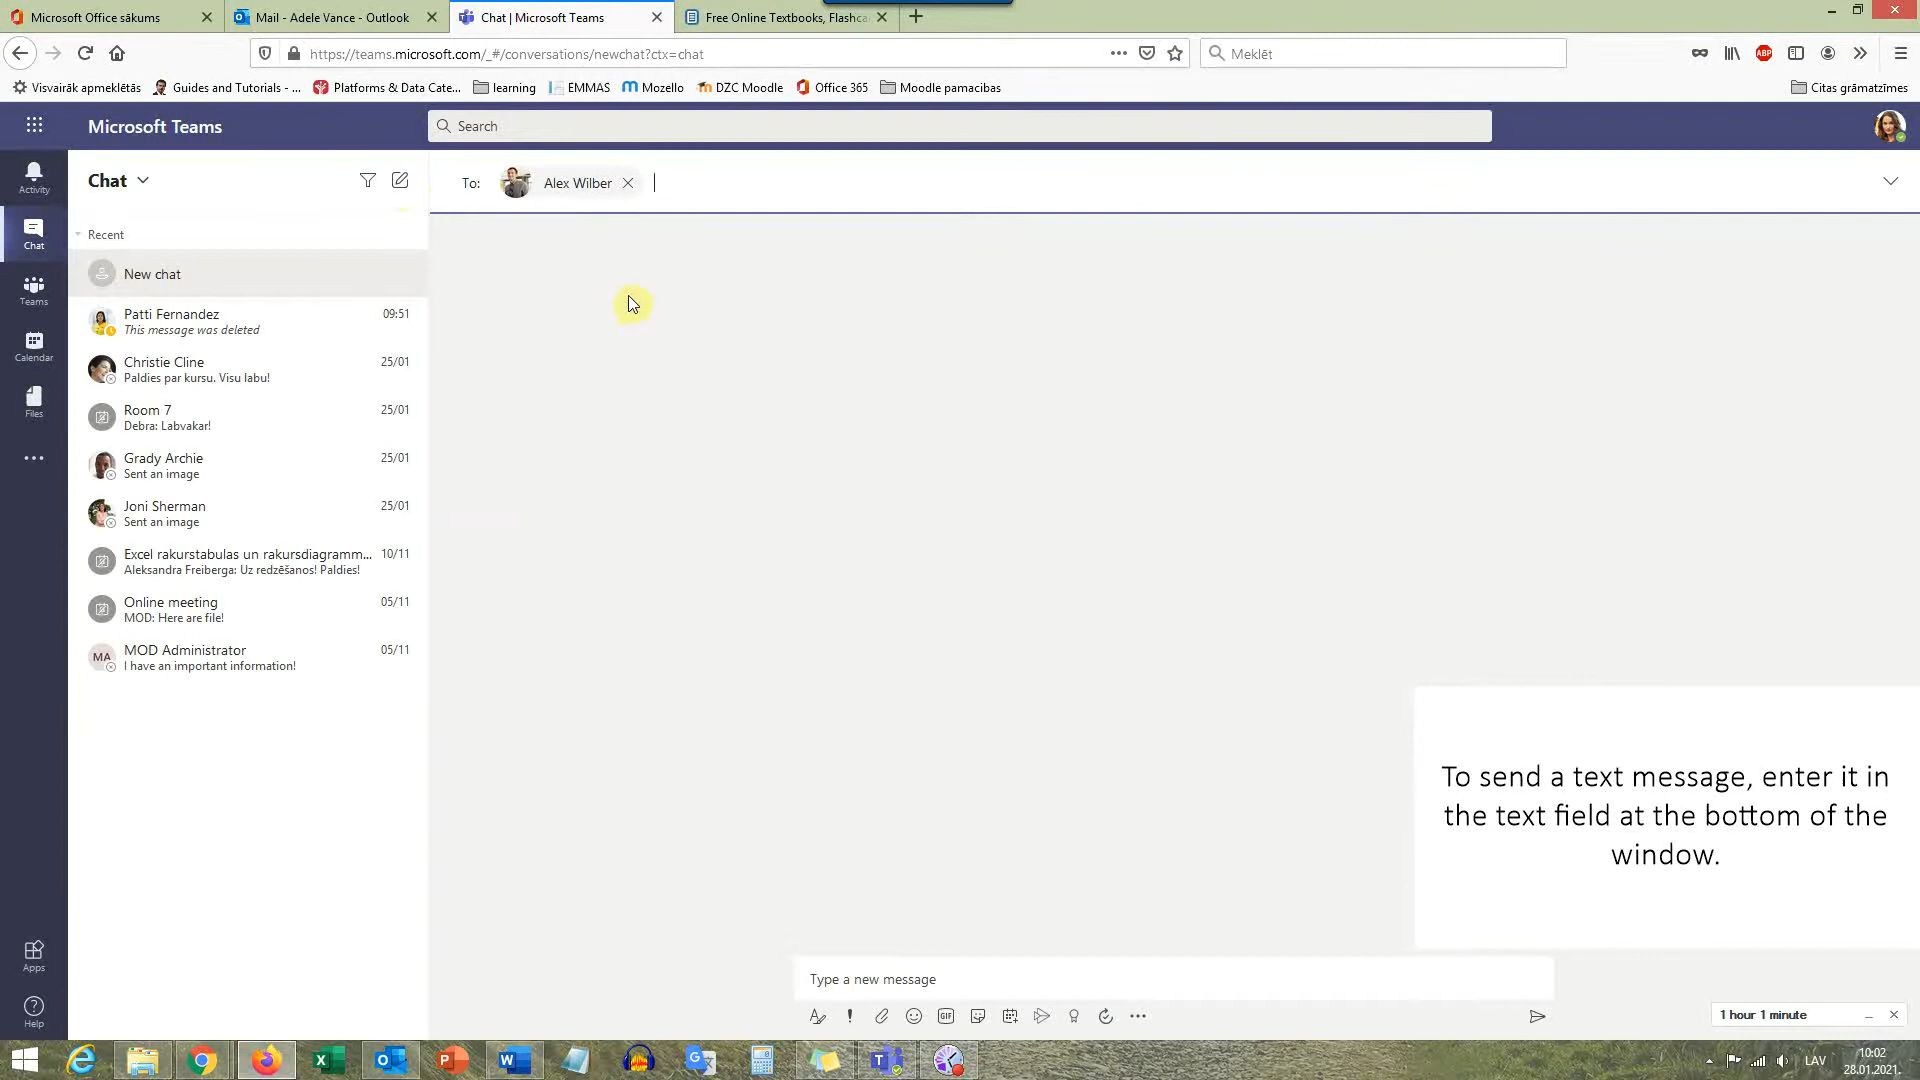 Microsoft Office sākums
Mail - Adele Vance - Outlook
Chat | Microsoft Teams
Free Online Textbooks, Flashca
https://teams.microsoft.com/_#/conversations/newchat?ctx=chat
Meklēt
Visvairāk apmeklētās
Guides and Tutorials - ...
Platforms & Data Cate...
learning
EMMAS
Mozello
DZC Moodle
Office 365
Moodle pamacibas
Citas grāmatzīmes
Microsoft Teams
Search
Activity
Chat
Teams
Calendar
Files
Apps
Help
Chat
To:
Alex Wilber
Recent
New chat
Patti Fernandez 09:51
This message was deleted
Christie Cline 25/01
Paldies par kursu. Visu labu!
Room 7 25/01
Debra: Labvakar!
Grady Archie 25/01
Sent an image
Joni Sherman 25/01
Sent an image
Excel rakurstabulas un rakursdiagramm... 10/11
Aleksandra Freiberga: Uz redzēšanos! Paldies!
Online meeting 05/11
MOD: Here are file!
MA
MOD Administrator 05/11
I have an important information!
To send a text message, enter it in
the text field at the bottom of the
window.
Type a new message
GIF
1 hour 1 minute
LAV
10:02
28.01.2021.